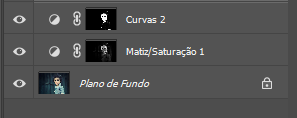 Curvas 2
Matiz/Saturação 1
Plano de Fundo